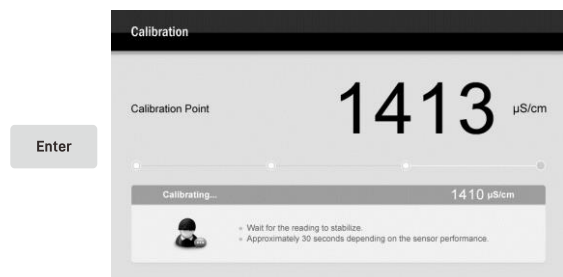 Calibration
Calibration Point 1413 µS/cm
Enter
Calibrating... 1410 µS/cm
Wait for the reading to stabilize.
Approximately 30 seconds depending on the sensor performance.